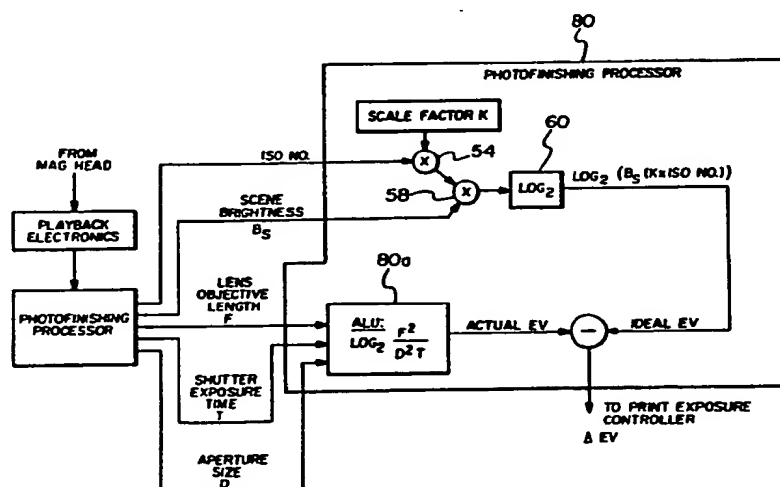 80
PHOTOFINISHING PROCESSOR
SCALE FACTOR K
FROM
MAG HEAD
ISO NO.
X
54
60
LOG2 (BS (K×ISO NO.))
58
X
LOG2
SCENE
BRIGHTNESS
BS
PLAYBACK
ELECTRONICS
80a
LENS
OBJECTIVE
LENGTH
F
PHOTOFINISHING
PROCESSOR
ALU:
LOG2 F2
D2T
ACTUAL EV
−
IDEAL EV
SHUTTER
EXPOSURE
TIME
T
TO PRINT EXPOSURE
CONTROLLER
Δ EV
APERTURE
SIZE
D